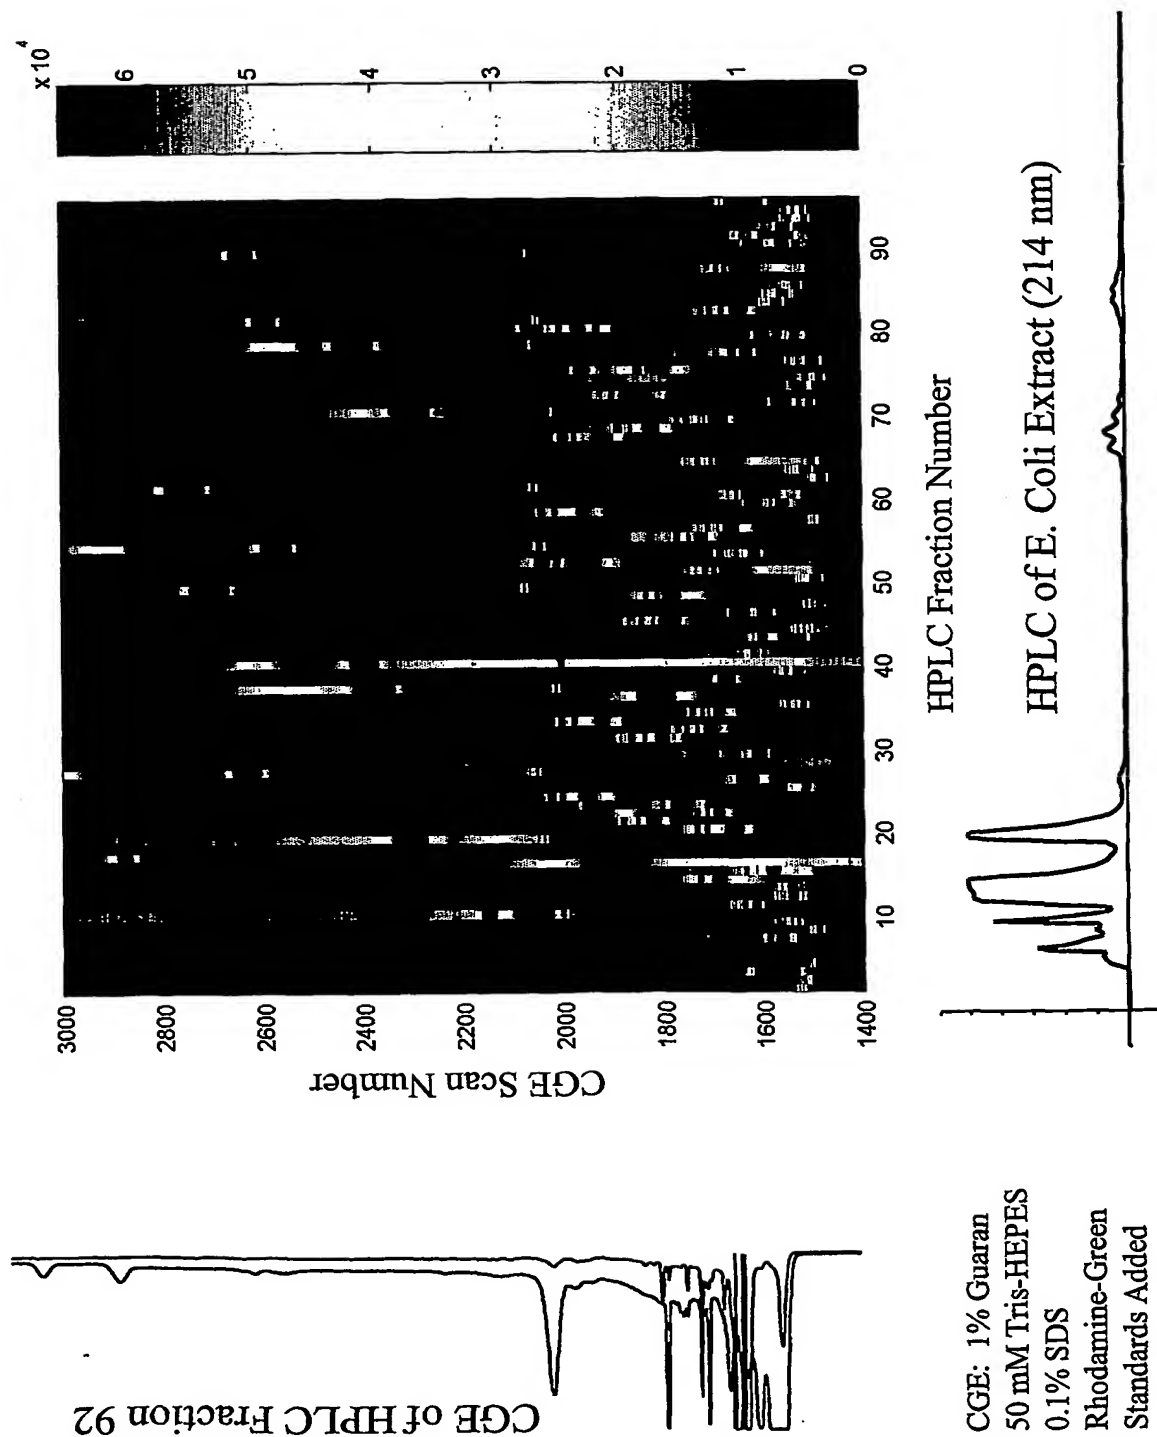 x 10 4
6
5
4
3
2
1
0
3000
2800
2600
2400
2200
2000
1800
1600
1400
CGE Scan Number
10
20
30
40
50
60
70
80
90
HPLC Fraction Number
HPLC of E. Coli Extract (214 nm)
CGE of HPLC Fraction 92
CGE: 1% Guaran
50 mM Tris-HEPES
0.1% SDS
Rhodamine-Green
Standards Added